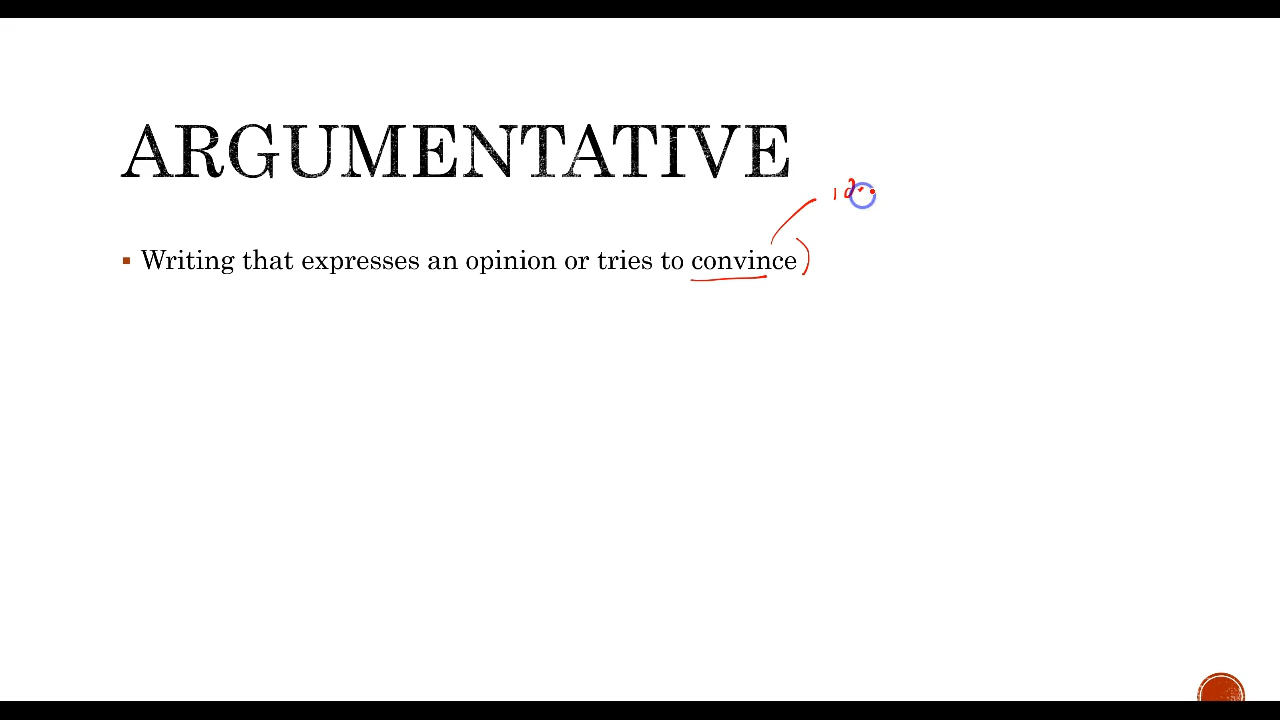 ARGUMENTATIVE
Writing that expresses an opinion or tries to convince